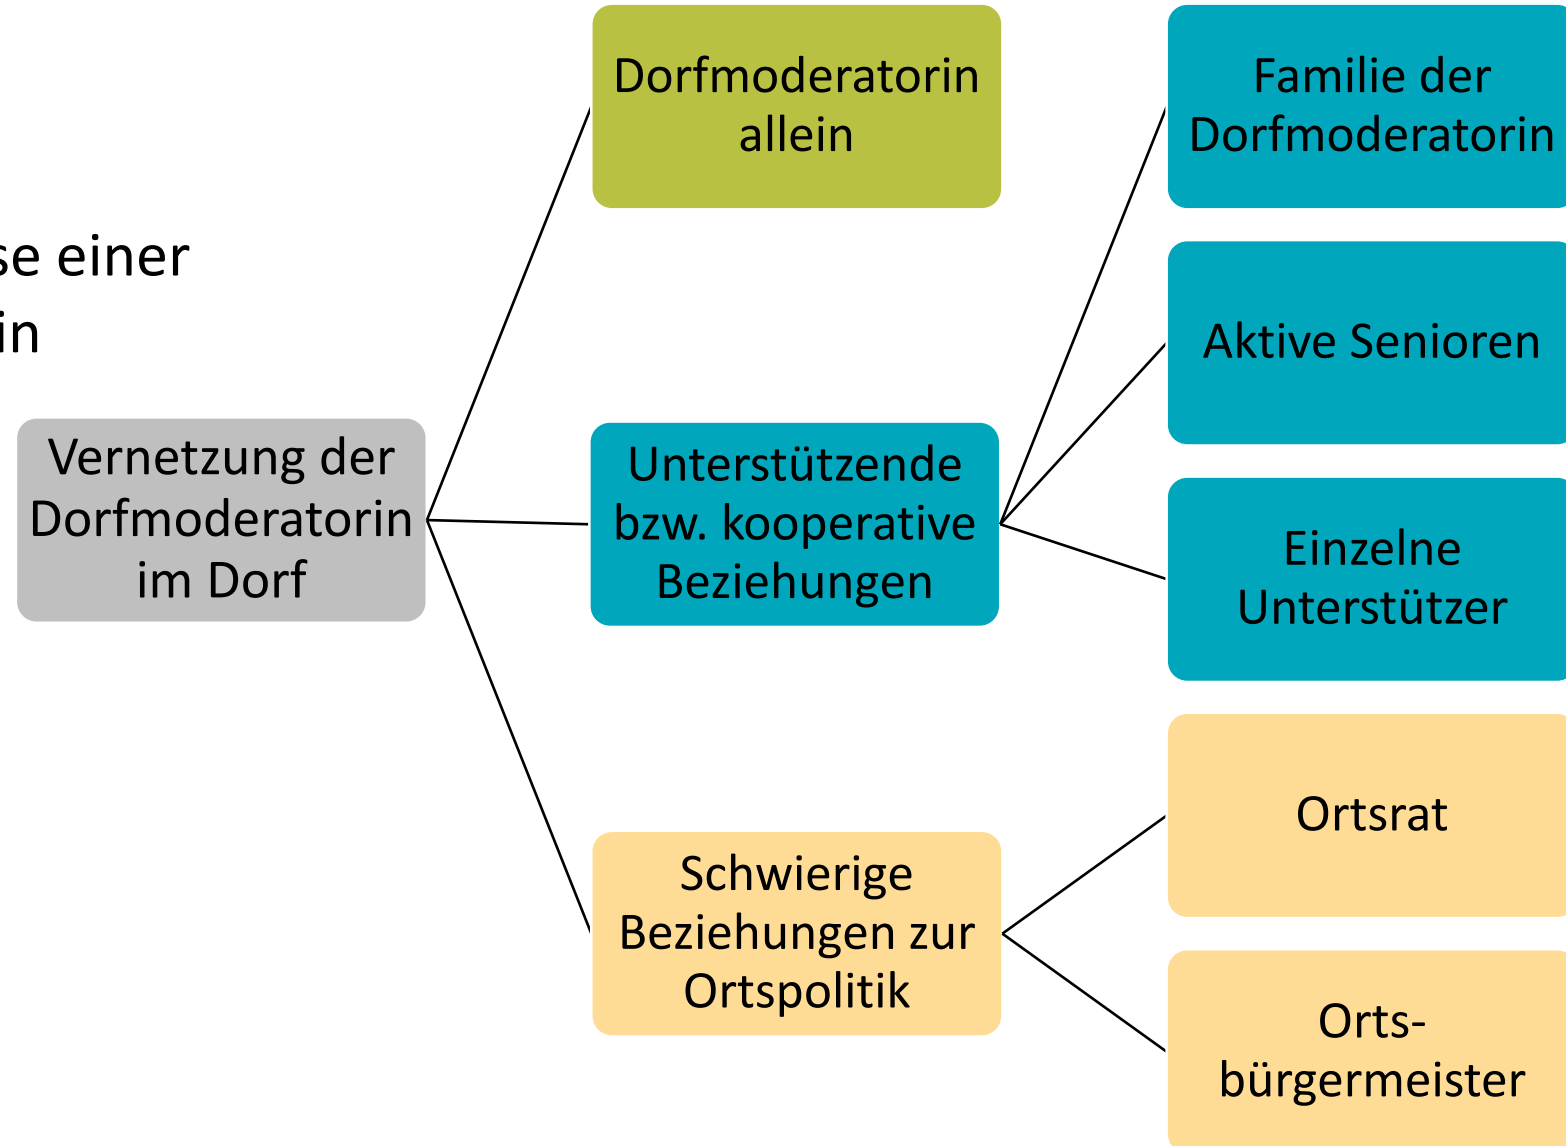 se einer
in
Vernetzung der
Dorfmoderatorin
im Dorf
Dorfmoderatorin
allein
Unterstützende
bzw. kooperative
Beziehungen
Schwierige
Beziehungen zur
Ortspolitik
Familie der
Dorfmoderatorin
Aktive Senioren
Einzelne
Unterstützer
Ortsrat
Orts-
bürgermeister